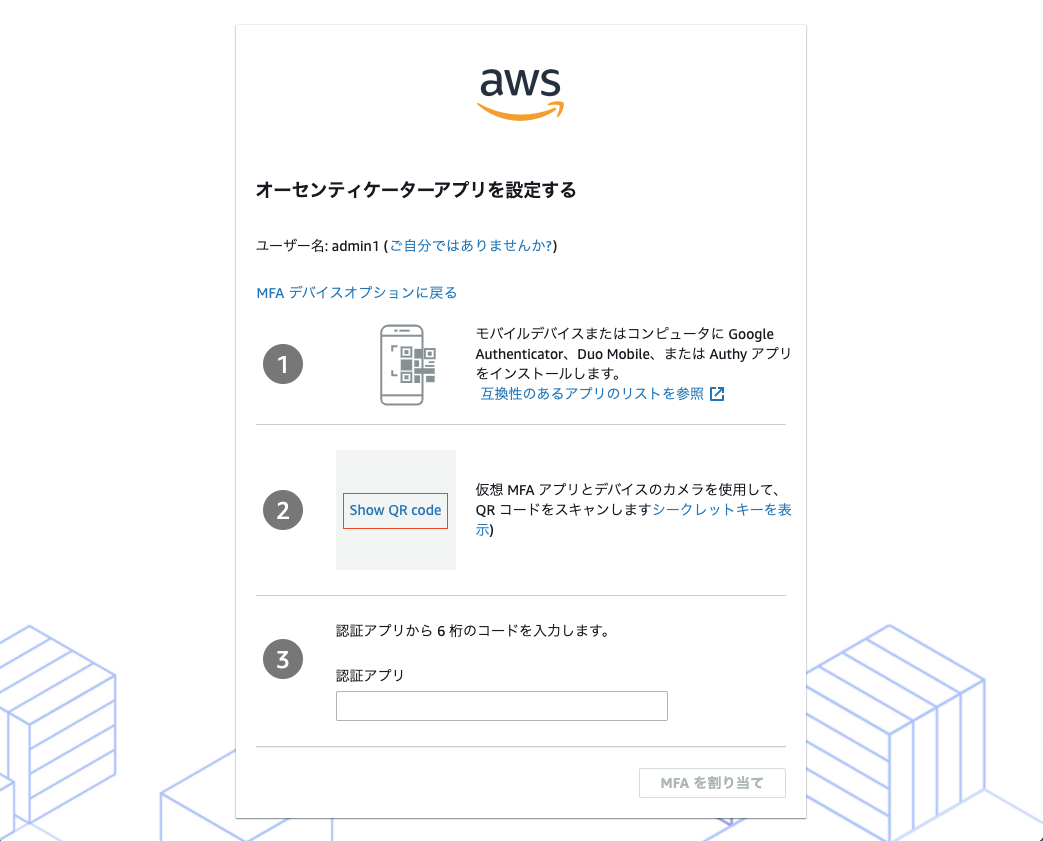 aws
オーセンティケーターアプリを設定する
ユーザー名: admin1 (ご自分ではありませんか?)
MFA デバイスオプションに戻る
1
モバイルデバイスまたはコンピュータに Google
Authenticator、Duo Mobile、または Authy アプリ
をインストールします。
互換性のあるアプリのリストを参照
2
Show QR code
仮想 MFA アプリとデバイスのカメラを使用して、
QR コードをスキャンしますシークレットキーを表
示)
3
認証アプリから 6 桁のコードを入力します。
認証アプリ
MFA を割り当て